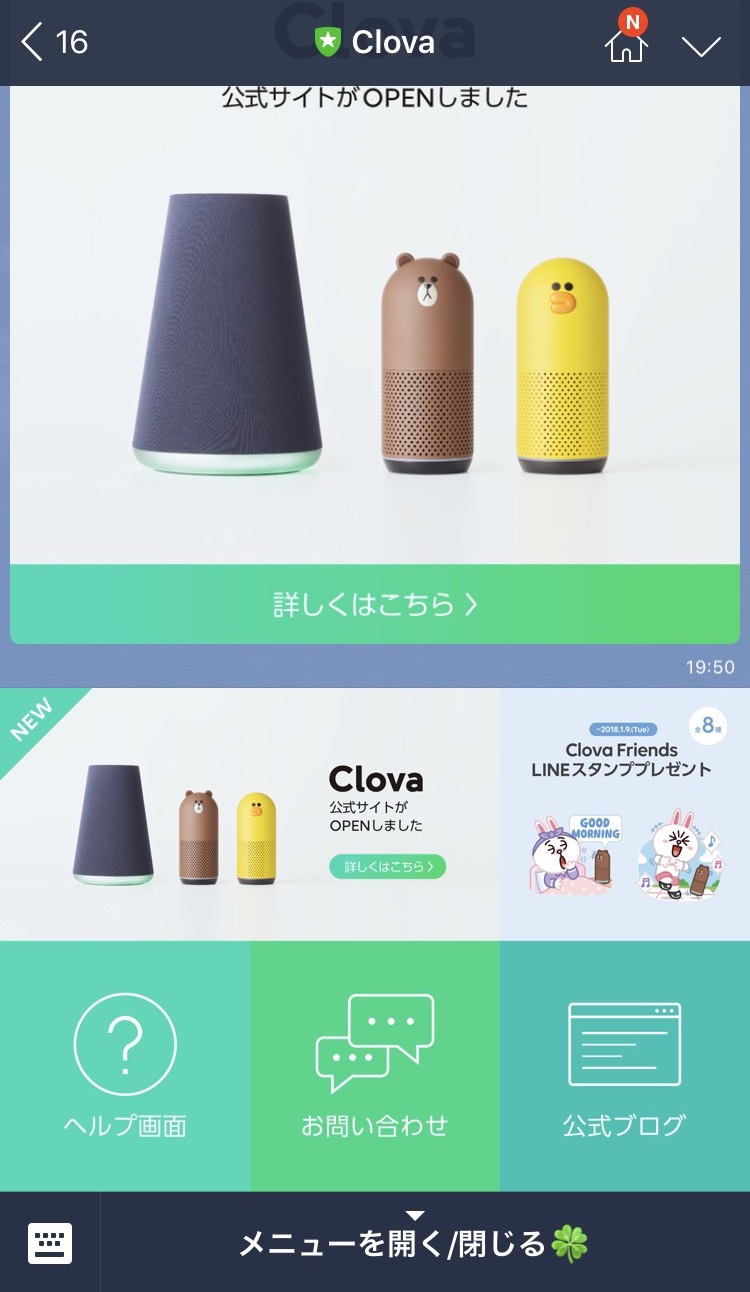 16
Clova
N
Clova
公式サイトがOPENしました
詳しくはこちら
19:50
NEW
Clova
公式サイトが
OPENしました
詳しくはこちら
~2018.1.9.(Tue)
全8種
Clova Friends
LINEスタンププレゼント
GOOD
MORNING
ヘルプ画面
お問い合わせ
公式ブログ
メニューを開く/閉じる🍀